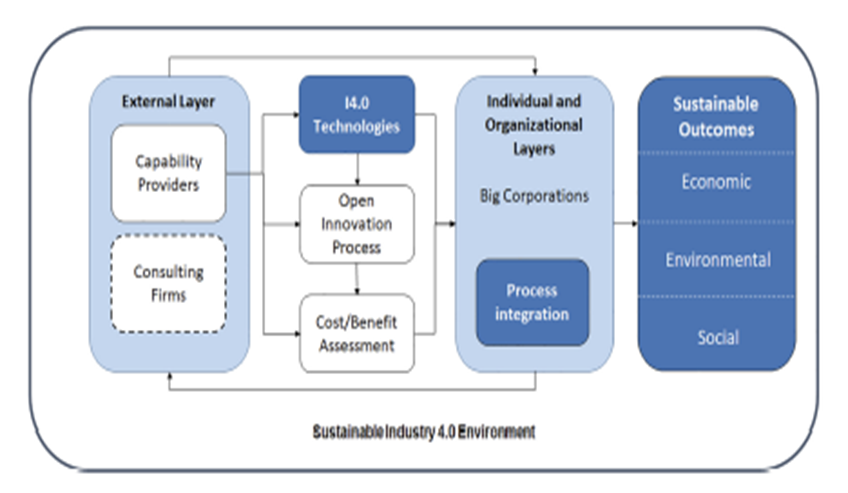 External Layer
Capability
Providers
Consulting
Firms
I4.0
Technologies
Open
Innovation
Process
Cost/Benefit
Assessment
Individual and
Organizational
Layers
Big Corporations
Process
integration
Sustainable
Outcomes
Economic
Environmental
Social
Sustainable Industry 4.0 Environment